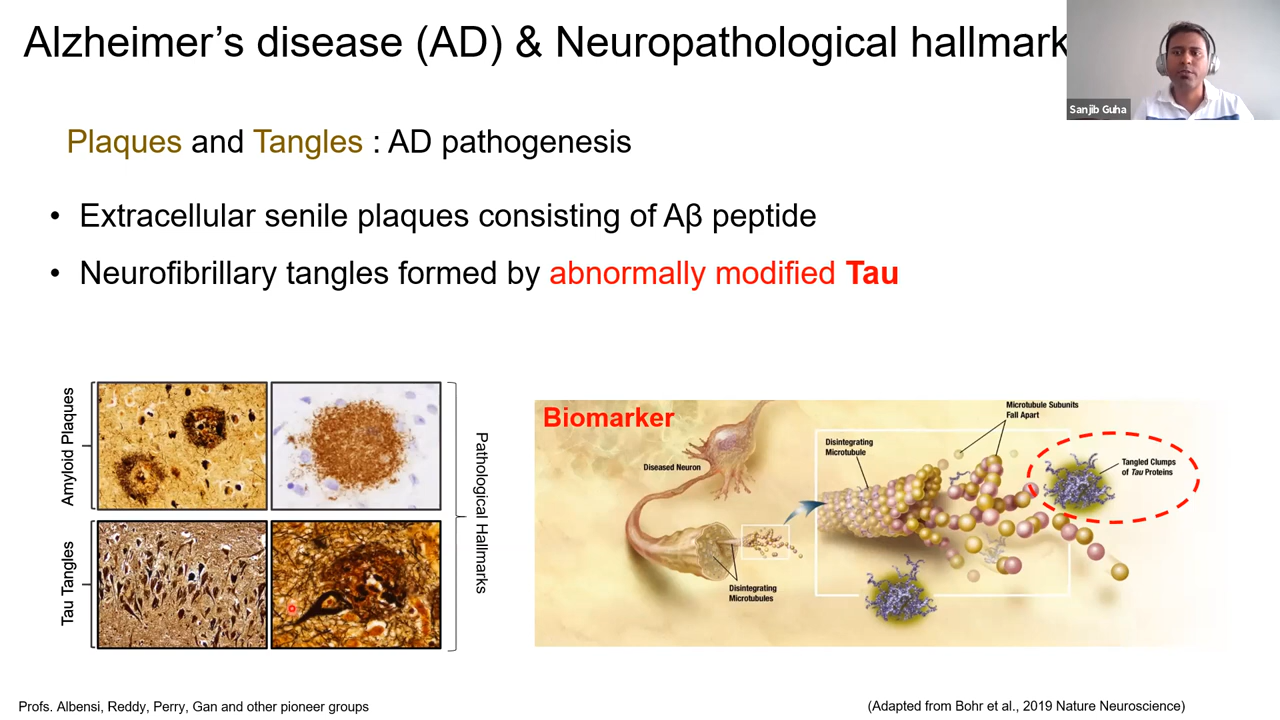 Alzheimer's disease (AD) & Neuropathological hallmark
Sanjib Guha
Plaques and Tangles : AD pathogenesis
• Extracellular senile plaques consisting of Aβ peptide
• Neurofibrillary tangles formed by abnormally modified Tau
Amyloid Plaques
Tau Tangles
Pathological Hallmarks
Biomarker
Diseased Neuron
Disintegrating
Microtubules
Disintegrating
Microtubule
Microtubule Subunits
Fall Apart
Tangled Clumps
of Tau Proteins
Profs. Albensi, Reddy, Perry, Gan and other pioneer groups
(Adapted from Bohr et al., 2019 Nature Neuroscience)